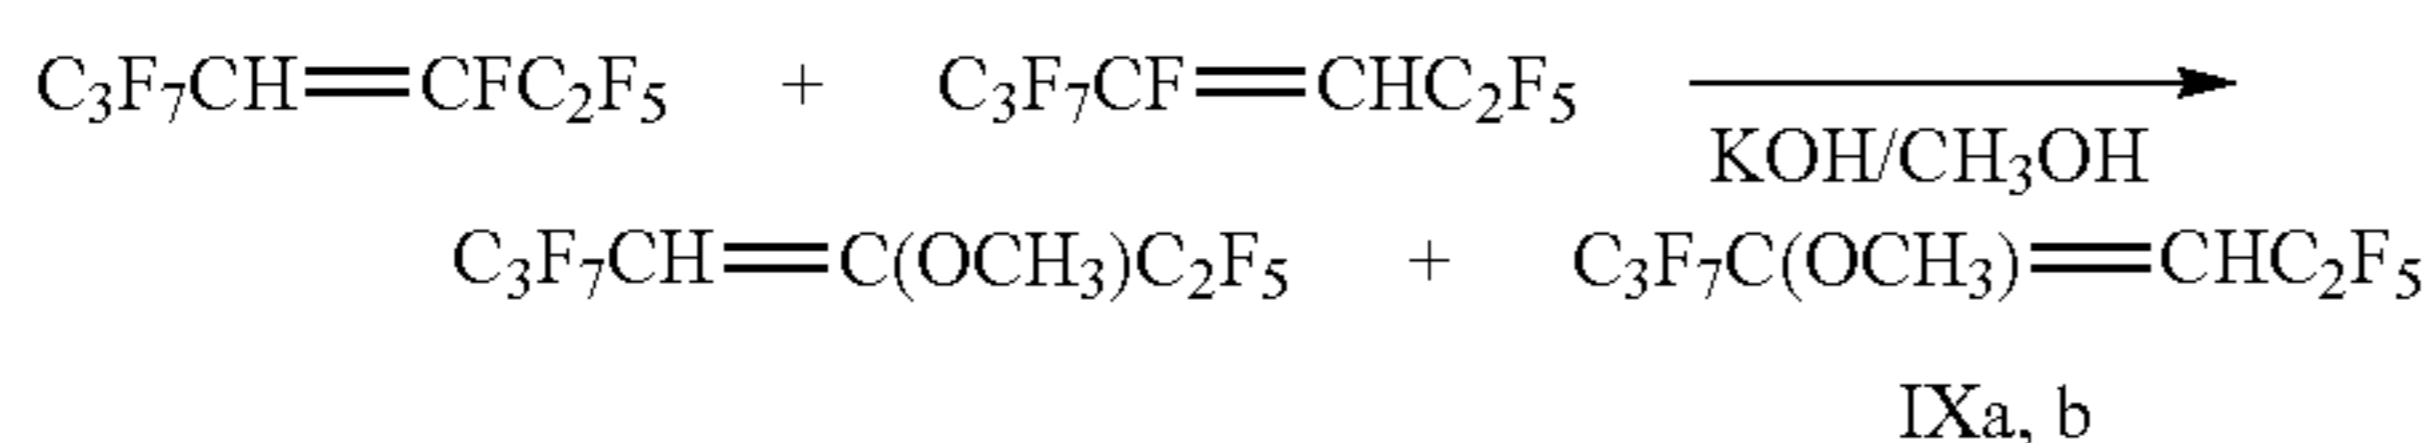 C₃F₇CH=CFC₂F₅ + C₃F₇CF=CHC₂F₅
KOH/CH₃OH
C₃F₇CH=C(OCH₃)C₂F₅ + C₃F₇C(OCH₃)=CHC₂F₅
IXa, b